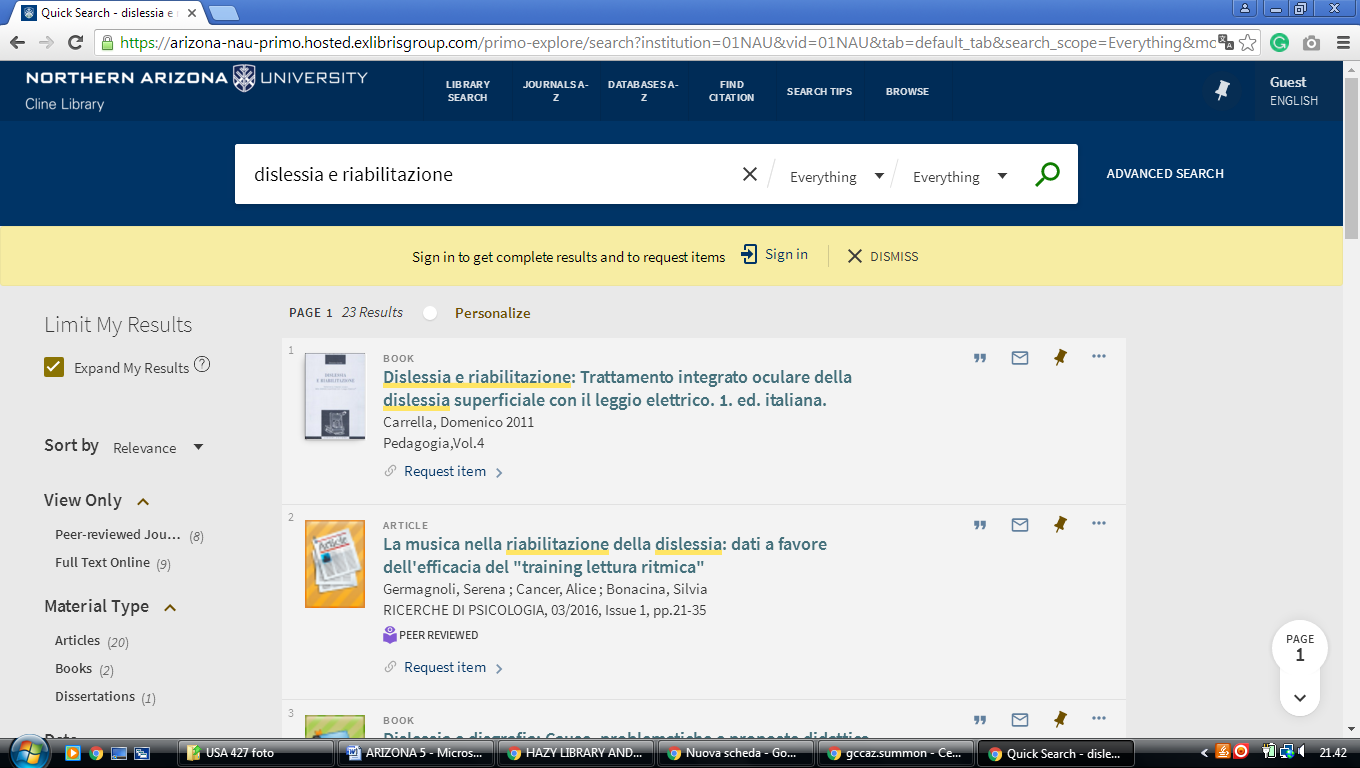 Quick Search - dislessia e
https://arizona-nau-primo.hosted.exlibrisgroup.com/primo-explore/search?institution=01NAU&vid=01NAU&tab=default_tab&search_scope=Everything&mc
NORTHERN ARIZONA UNIVERSITY
Cline Library
LIBRARY SEARCH
JOURNALS A-Z
DATABASES A-Z
FIND CITATION
SEARCH TIPS
BROWSE
Guest
ENGLISH
dislessia e riabilitazione
Everything
Everything
ADVANCED SEARCH
Sign in to get complete results and to request items
Sign in
DISMISS
Limit My Results
Expand My Results ?
Sort by Relevance
View Only
Peer-reviewed Jou... (8)
Full Text Online (9)
Material Type
Articles (20)
Books (2)
Dissertations (1)
PAGE 1 23 Results Personalize
1
BOOK
Dislessia e riabilitazione: Trattamento integrato oculare della
dislessia superficiale con il leggio elettrico. 1. ed. italiana.
Carrella, Domenico 2011
Pedagogia,Vol.4
Request item
DISLESSIA
E RIABILITAZIONE
2
Article
ARTICLE
La musica nella riabilitazione della dislessia: dati a favore
dell'efficacia del "training lettura ritmica"
Germagnoli, Serena ; Cancer, Alice ; Bonacina, Silvia
RICERCHE DI PSICOLOGIA, 03/2016, Issue 1, pp.21-35
PEER REVIEWED
Request item
3
BOOK
Dislessia e disgrafia: Cause, problematiche e proposte didattiche
PAGE
1
USA 427 foto
ARIZONA 5 - Micros...
HAZY LIBRARY AND...
Nuova scheda - Go...
gccaz.summon - Ce...
Quick Search - disle...
21.42